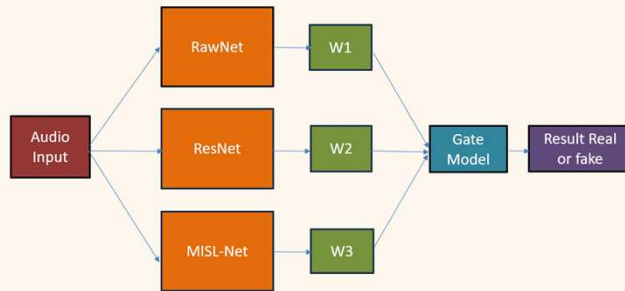 RawNet
W1
Audio
Input
ResNet
W2
Gate
Model
Result Real
or fake
MISL-Net
W3